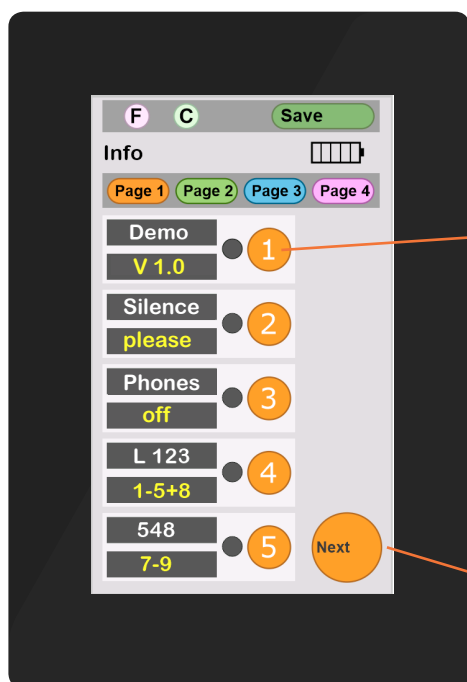 F C Save
Info
Page 1 Page 2 Page 3 Page 4
Demo
V 1.0
1
Silence
please
2
Phones
off
3
L 123
1-5+8
4
548
7-9
5
Next